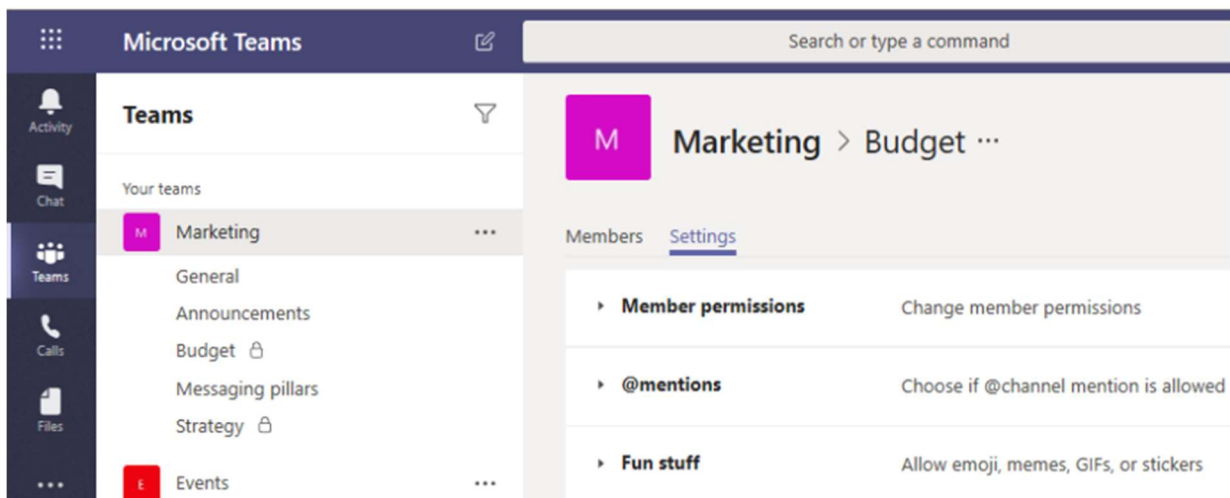 Microsoft Teams
Search or type a command
Activity
Chat
Teams
Calls
Files
Teams
Your teams
M Marketing
General
Announcements
Budget
Messaging pillars
Strategy
E Events
M
Marketing > Budget ···
Members Settings
Member permissions Change member permissions
@mentions Choose if @channel mention is allowed
Fun stuff Allow emoji, memes, GIFs, or stickers